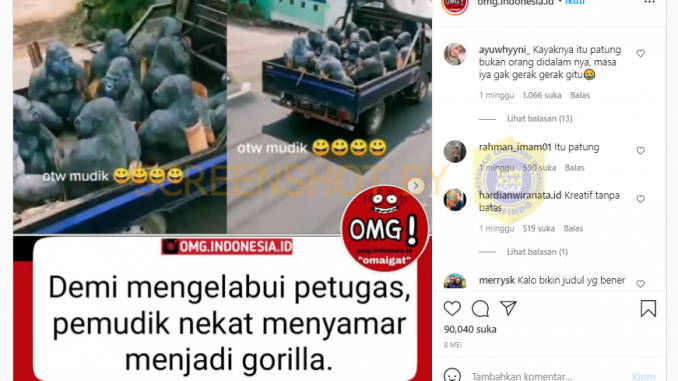 otw mudik 😀😀😀😀
otw mudik 😀😀😀😀
SCREENSHOT BY
OMG!
omg.indonesia.id
"omaigat"
OMG.INDONESIA.ID
Demi mengelabui petugas,
pemudik nekat menyamar
menjadi gorilla.
omg.indonesia.id • Ikuti
ayuwhyyni_ Kayaknya itu patung
bukan orang didalam nya, masa
iya gak gerak gerak gitu😂
1 minggu 1.066 suka Balas
Lihat balasan (13)
rahman_imam01 Itu patung
1 minggu 590 suka Balas
hardianwiranata.id Kreatif tanpa
batas
1 minggu 519 suka Balas
Lihat balasan (1)
merrysk Kalo bikin judul yg bener
90,040 suka
8 MEI
Tambahkan komentar...
Kirim